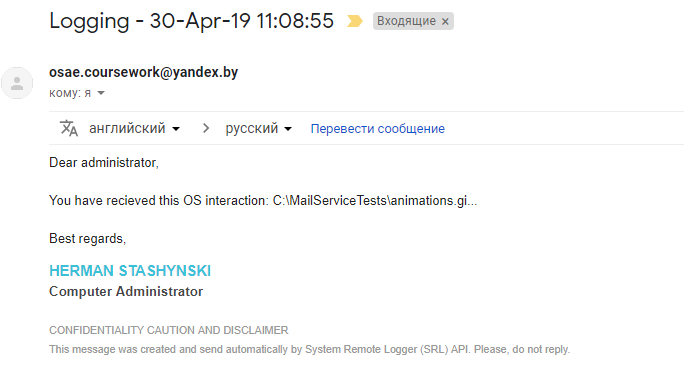 Logging - 30-Apr-19 11:08:55 Входящие ×
osae.coursework@yandex.by
кому: я
английский > русский Перевести сообщение
Dear administrator,
You have recieved this OS interaction: C:\MailServiceTests\animations.gi...
Best regards,
HERMAN STASHYNSKI
Computer Administrator
CONFIDENTIALITY CAUTION AND DISCLAIMER
This message was created and send automatically by System Remote Logger (SRL) API. Please, do not reply.